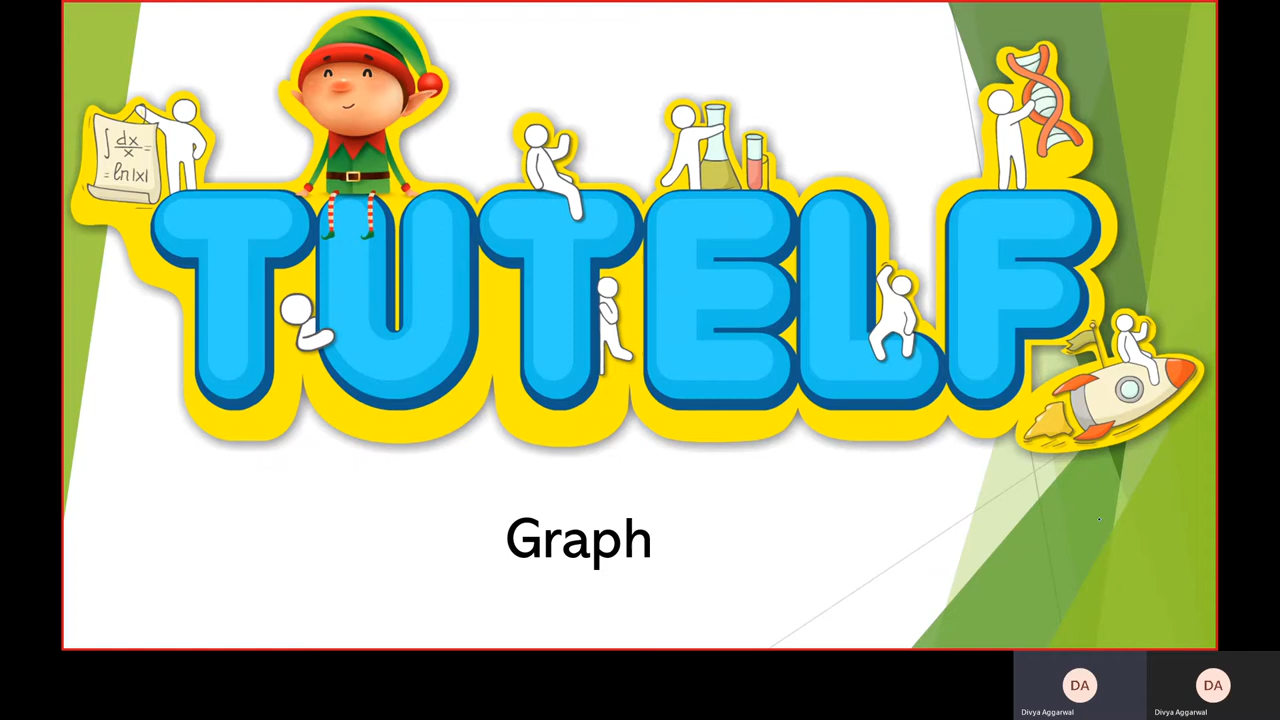 ∫ dx/x =
= ln|x|
TUTELF
Graph
DA
DA
Divya Aggarwal
Divya Aggarwal